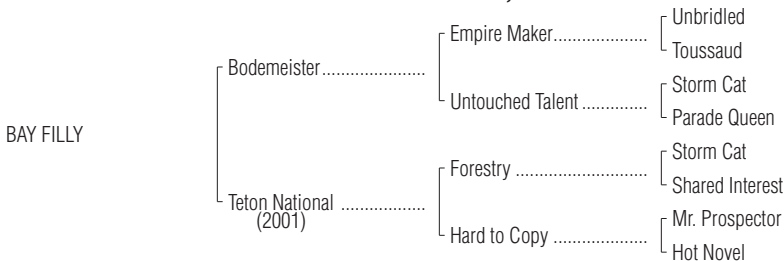 Unbridled
Empire Maker.....................
Toussaud
Bodemeister......................
Storm Cat
Untouched Talent ..............
Parade Queen
BAY FILLY
Storm Cat
Forestry ............................
Shared Interest
Teton National ..................
(2001)
Mr. Prospector
Hard to Copy ....................
Hot Novel